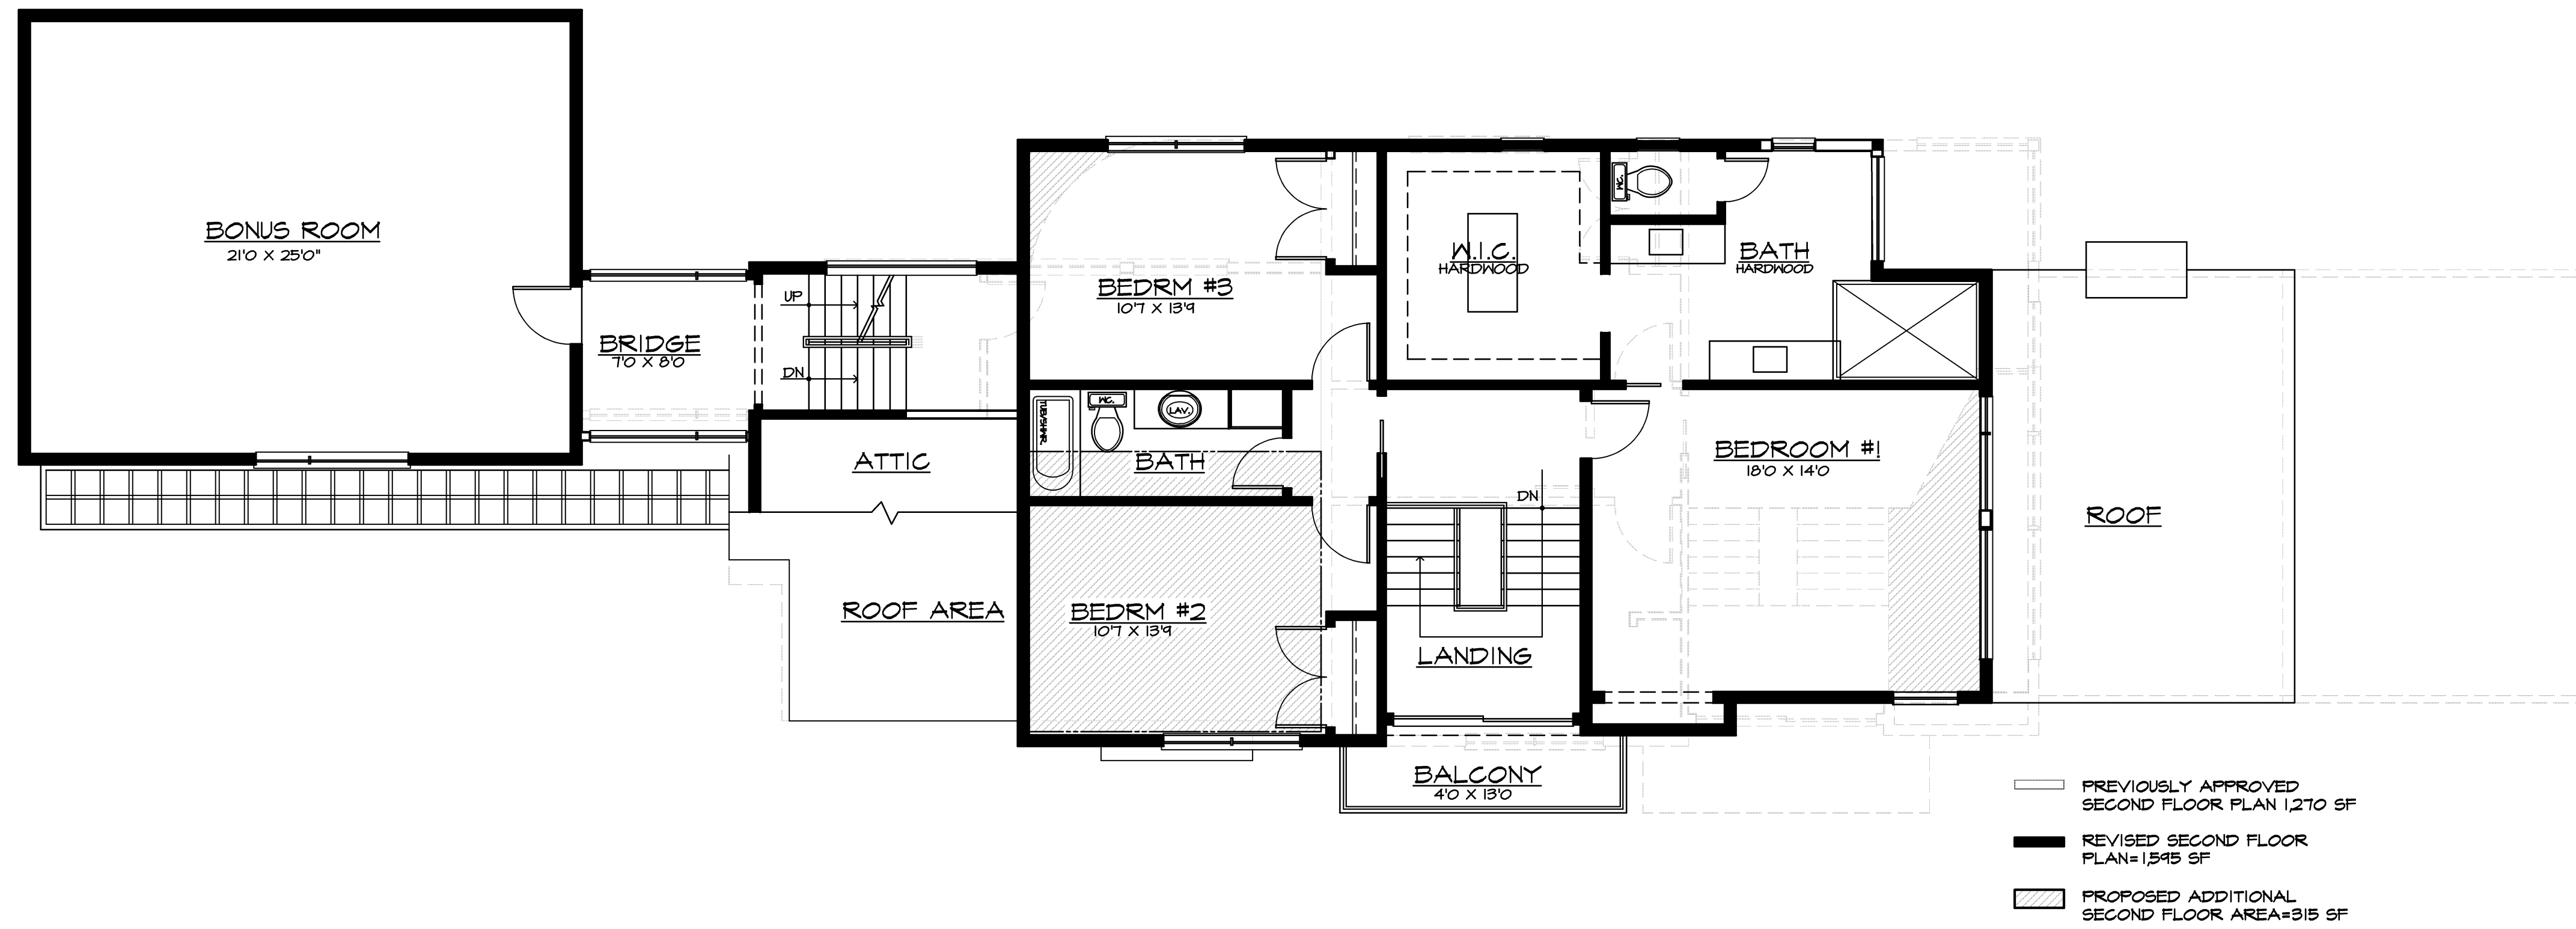 BONUS ROOM
21'0 X 25'0"
BRIDGE
7'0 X 8'0
UP
DN
ATTIC
ROOF AREA
BEDRM #3
10'7 X 13'9
TUB/SHWR.
W.C.
LAV.
BATH
BEDRM #2
10'7 X 13'9
W.I.C.
HARDWOOD
W.C.
BATH
HARDWOOD
BEDROOM #1
18'0 X 14'0
DN
LANDING
BALCONY
4'0 X 13'0
ROOF
PREVIOUSLY APPROVED
SECOND FLOOR PLAN 1,270 SF
REVISED SECOND FLOOR
PLAN=1,595 SF
PROPOSED ADDITIONAL
SECOND FLOOR AREA=315 SF